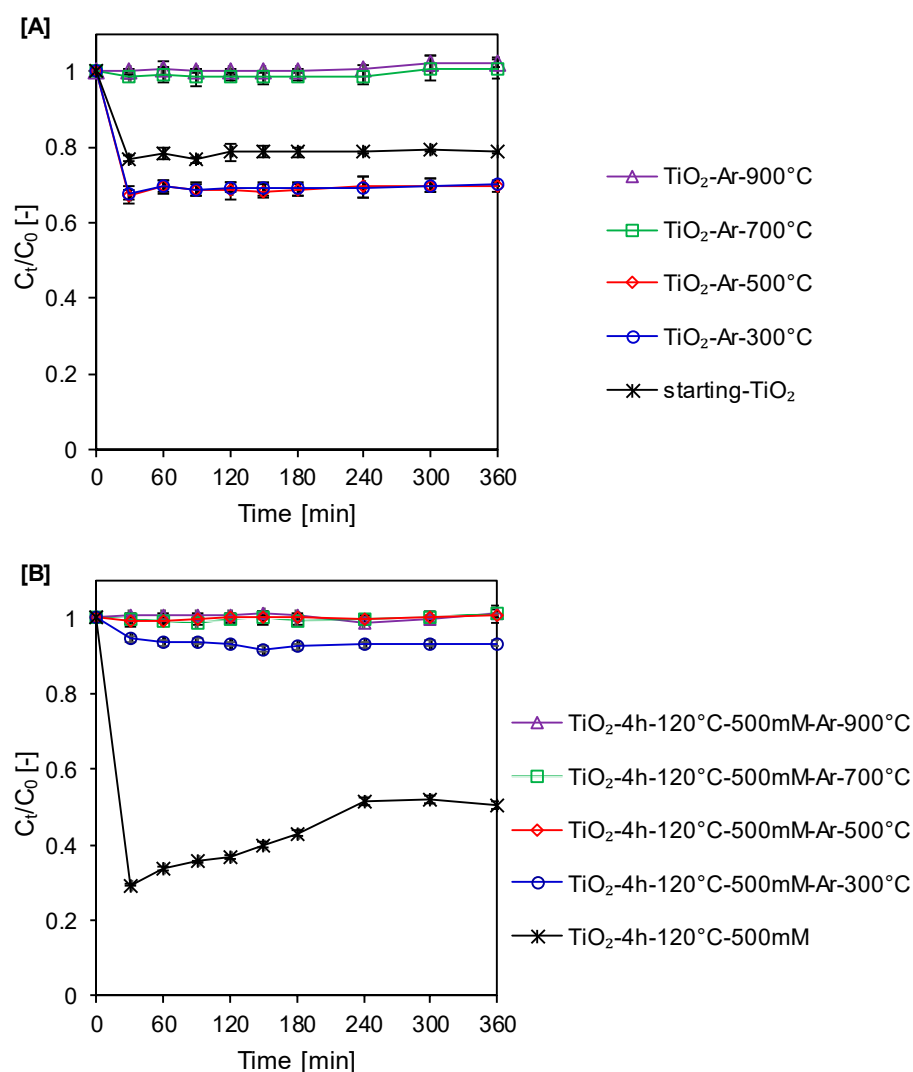 [A]
1
0.8
0.6
0.4
0.2
0
0 60 120 180 240 300 360
Cₜ/C₀ [-]
Time [min]
TiO₂-Ar-900°C
TiO₂-Ar-700°C
TiO₂-Ar-500°C
TiO₂-Ar-300°C
starting-TiO₂
[B]
1
0.8
0.6
0.4
0.2
0
0 60 120 180 240 300 360
Cₜ/C₀ [-]
Time [min]
TiO₂-4h-120°C-500mM-Ar-900°C
TiO₂-4h-120°C-500mM-Ar-700°C
TiO₂-4h-120°C-500mM-Ar-500°C
TiO₂-4h-120°C-500mM-Ar-300°C
TiO₂-4h-120°C-500mM